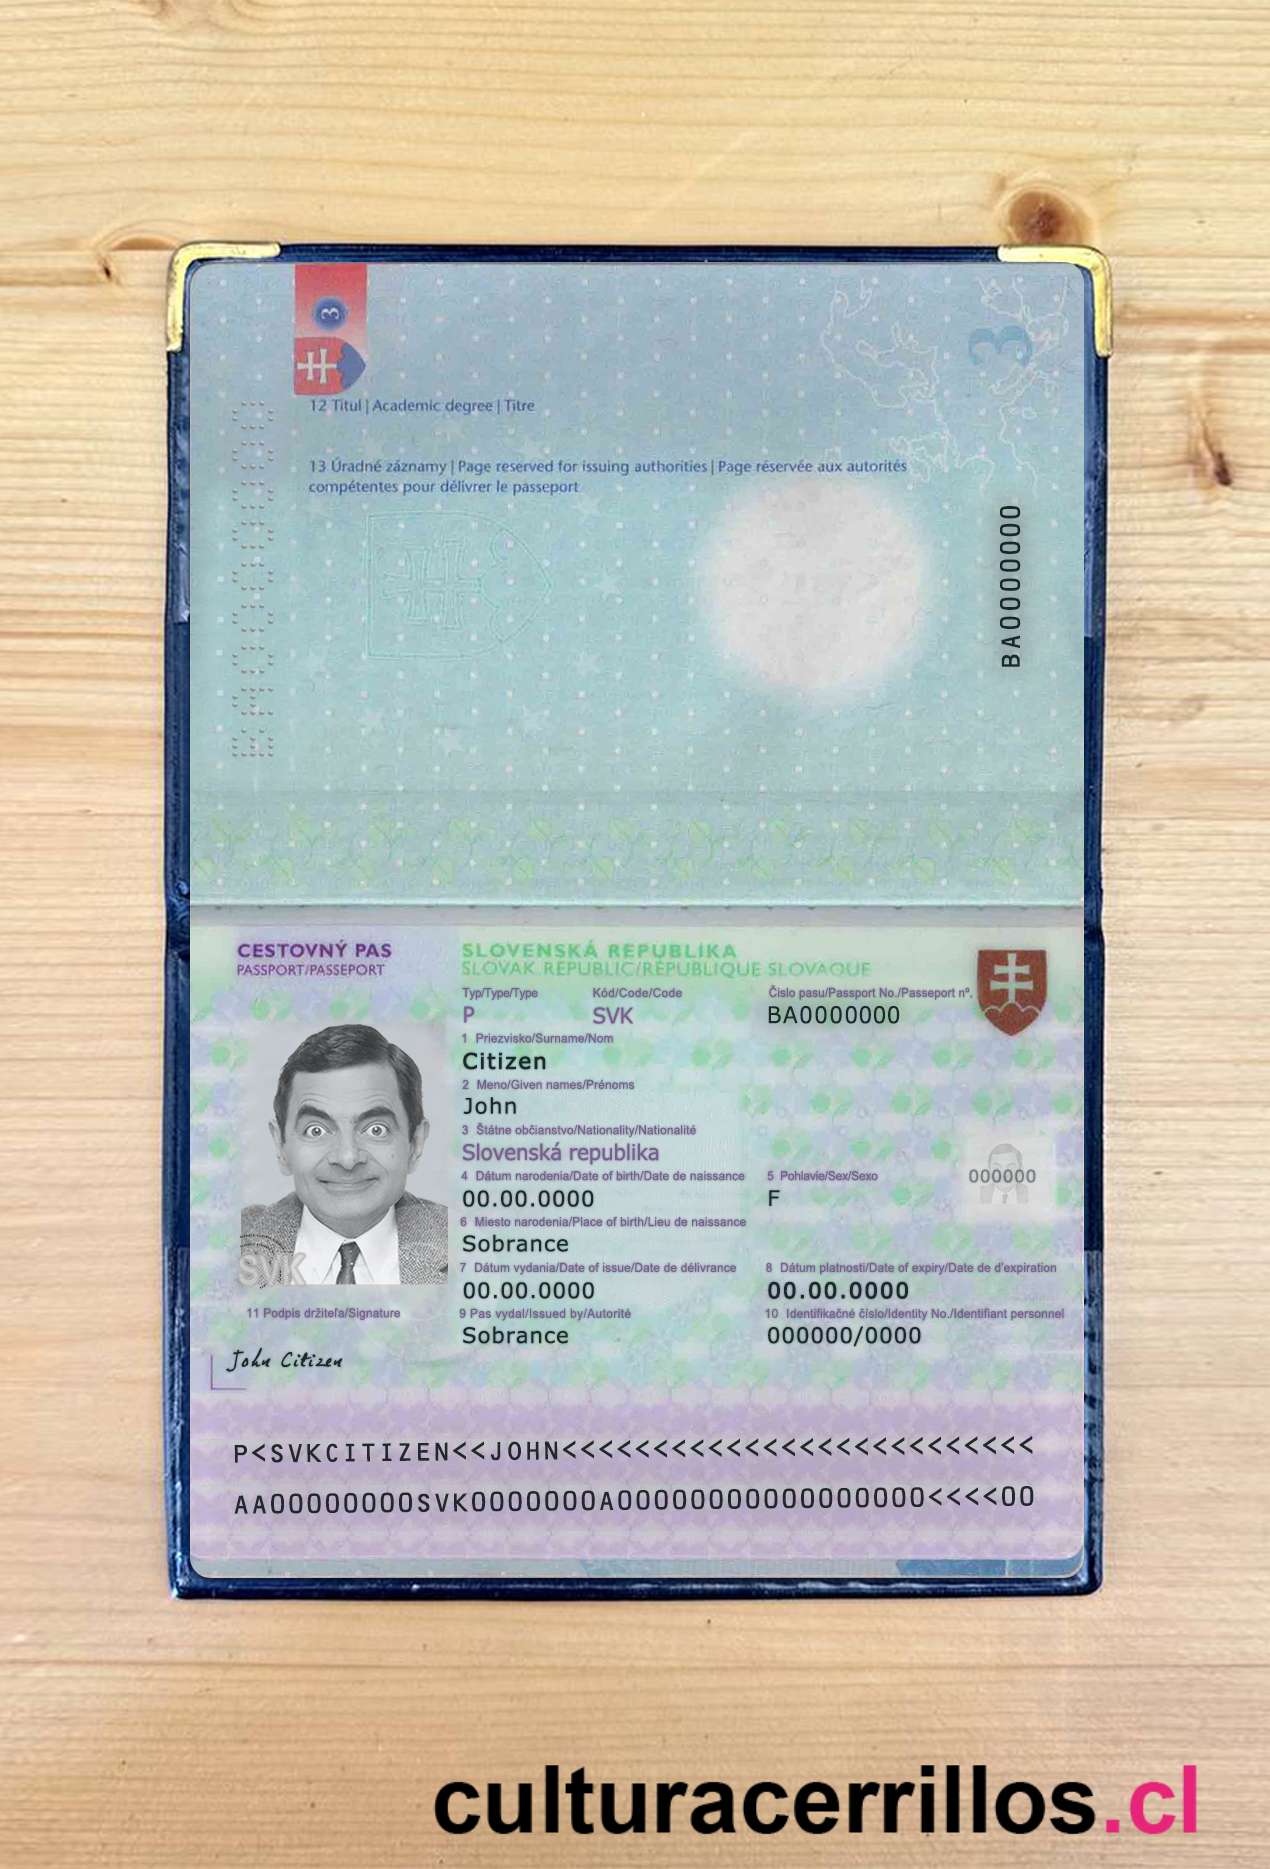 3
3
12 Titul | Academic degree | Titre
13 Úradné záznamy | Page reserved for issuing authorities | Page réservée aux autorités
compétentes pour délivrer le passeport
BA0000000
CESTOVNÝ PAS
PASSPORT/PASSEPORT
SLOVENSKÁ REPUBLIKA
SLOVAK REPUBLIC/RÉPUBLIQUE SLOVAQUE
Typ/Type/Type Kód/Code/Code Číslo pasu/Passport No./Passeport nº.
P SVK BA0000000
1 Priezvisko/Surname/Nom
Citizen
2 Meno/Given names/Prénoms
John
3 Štátne občianstvo/Nationality/Nationalité
Slovenská republika
4 Dátum narodenia/Date of birth/Date de naissance 5 Pohlavie/Sex/Sexo
00.00.0000 F
000000
6 Miesto narodenia/Place of birth/Lieu de naissance
Sobrance
7 Dátum vydania/Date of issue/Date de délivrance 8 Dátum platnosti/Date of expiry/Date de d'expiration
00.00.0000 00.00.0000
SVK
11 Podpis držiteľa/Signature
9 Pas vydal/Issued by/Autorité 10 Identifikačné číslo/Identity No./Identifiant personnel
Sobrance 000000/0000
John Citizen
P<SVKCITIZEN<<JOHN<<<<<<<<<<<<<<<<<<<<<<<<<<
AA00000000SVK0000000A00000000000000000<<<<00
culturacerrillos.cl